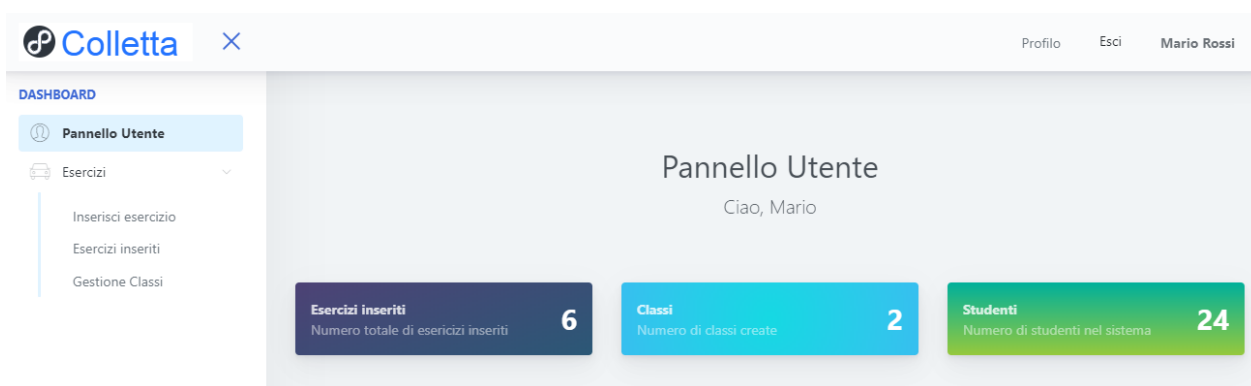 Colletta
Profilo Esci Mario Rossi
DASHBOARD
Pannello Utente
Esercizi
Inserisci esercizio
Esercizi inseriti
Gestione Classi
Pannello Utente
Ciao, Mario
Esercizi inseriti
Numero totale di esericizi inseriti
6
Classi
Numero di classi create
2
Studenti
Numero di studenti nel sistema
24